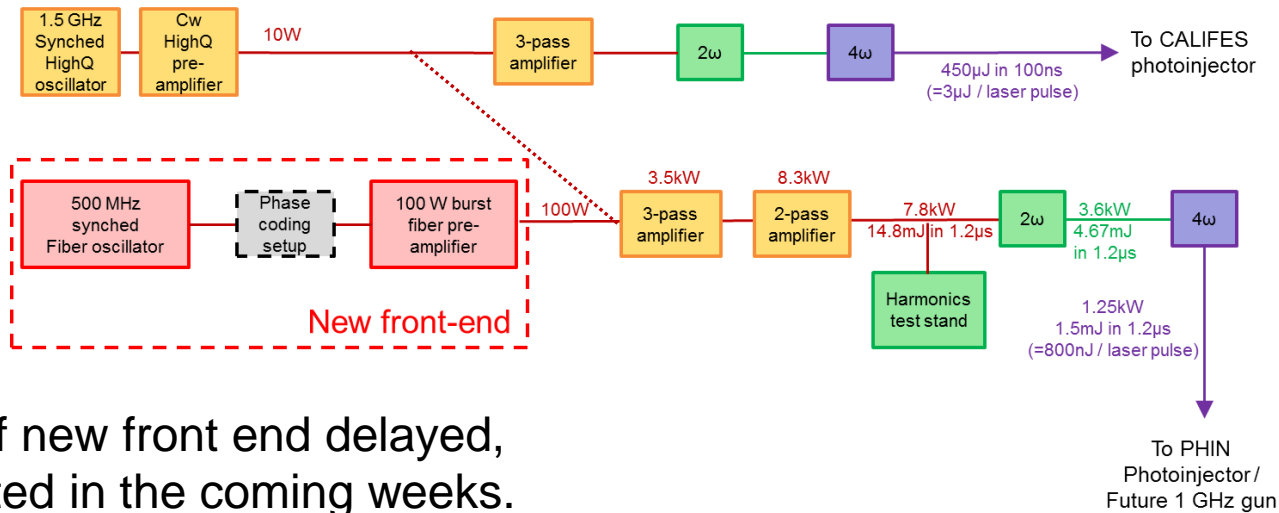 1.5 GHz
Synched
HighQ
oscillator
Cw
HighQ
pre-
amplifier
10W
3-pass
amplifier
2ω
4ω
450µJ in 100ns
(=3µJ / laser pulse)
To CALIFES
photoinjector
500 MHz
synched
Fiber oscillator
Phase
coding
setup
100 W burst
fiber pre-
amplifier
New front-end
100W
3.5kW
3-pass
amplifier
8.3kW
2-pass
amplifier
7.8kW
14.8mJ in 1.2µs
Harmonics
test stand
2ω
3.6kW
4.67mJ
in 1.2µs
4ω
1.25kW
1.5mJ in 1.2µs
(=800nJ / laser pulse)
To PHIN
Photoinjector/
Future 1 GHz gun
new front end delayed,
in the coming weeks.